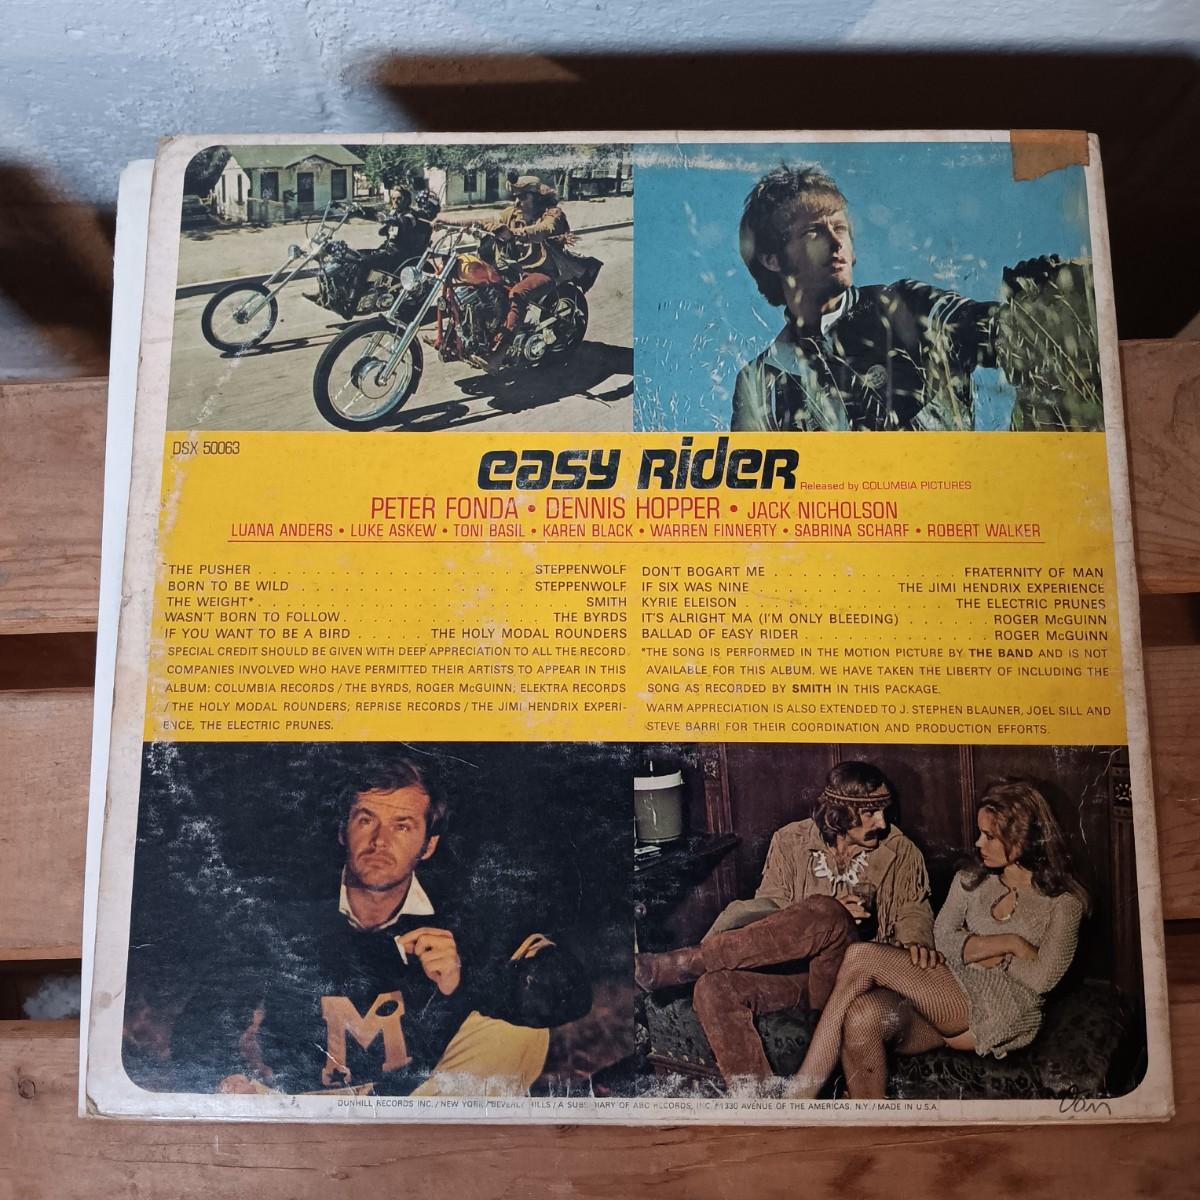 DSX 50063
easy Rider
Released by COLUMBIA PICTURES
PETER FONDA • DENNIS HOPPER • JACK NICHOLSON
LUANA ANDERS • LUKE ASKEW • TONI BASIL • KAREN BLACK • WARREN FINNERTY • SABRINA SCHARF • ROBERT WALKER
THE PUSHER . . . . . . . . . . . . . . . . . . . . STEPPENWOLF
BORN TO BE WILD . . . . . . . . . . . . . . . . . STEPPENWOLF
THE WEIGHT* . . . . . . . . . . . . . . . . . . . . . . . SMITH
WASN'T BORN TO FOLLOW . . . . . . . . . . . . . . . THE BYRDS
IF YOU WANT TO BE A BIRD . . . . . THE HOLY MODAL ROUNDERS
SPECIAL CREDIT SHOULD BE GIVEN WITH DEEP APPRECIATION TO ALL THE RECORD
COMPANIES INVOLVED WHO HAVE PERMITTED THEIR ARTISTS TO APPEAR IN THIS
ALBUM: COLUMBIA RECORDS / THE BYRDS, ROGER McGUINN; ELEKTRA RECORDS
/ THE HOLY MODAL ROUNDERS; REPRISE RECORDS / THE JIMI HENDRIX EXPERI-
ENCE, THE ELECTRIC PRUNES.
DON'T BOGART ME . . . . . . . . . . . . . FRATERNITY OF MAN
IF SIX WAS NINE . . . . . . . . . . THE JIMI HENDRIX EXPERIENCE
KYRIE ELEISON . . . . . . . . . . . . . . . THE ELECTRIC PRUNES
IT'S ALRIGHT MA (I'M ONLY BLEEDING) . . . . . . ROGER McGUINN
BALLAD OF EASY RIDER . . . . . . . . . . . . . ROGER McGUINN
*THE SONG IS PERFORMED IN THE MOTION PICTURE BY THE BAND AND IS NOT
AVAILABLE FOR THIS ALBUM. WE HAVE TAKEN THE LIBERTY OF INCLUDING THE
SONG AS RECORDED BY SMITH IN THIS PACKAGE.
WARM APPRECIATION IS ALSO EXTENDED TO J. STEPHEN BLAUNER, JOEL SILL AND
STEVE BARRI FOR THEIR COORDINATION AND PRODUCTION EFFORTS.
M
DUNHILL RECORDS INC. / NEW YORK / BEVERLY HILLS / A SUBSIDIARY OF ABC RECORDS, INC. / 1330 AVENUE OF THE AMERICAS, N.Y. / MADE IN U.S.A.